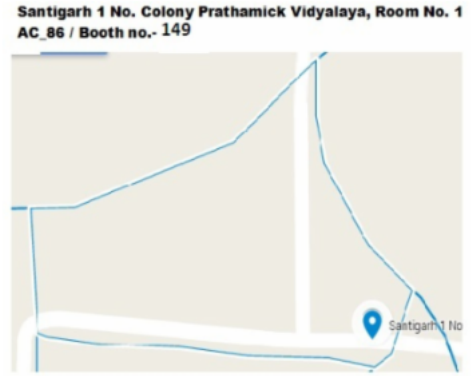 Santigarh 1 No. Colony Prathamick Vidyalaya, Room No. 1
AC_86 / Booth no.- 149
Santigarh 1 No